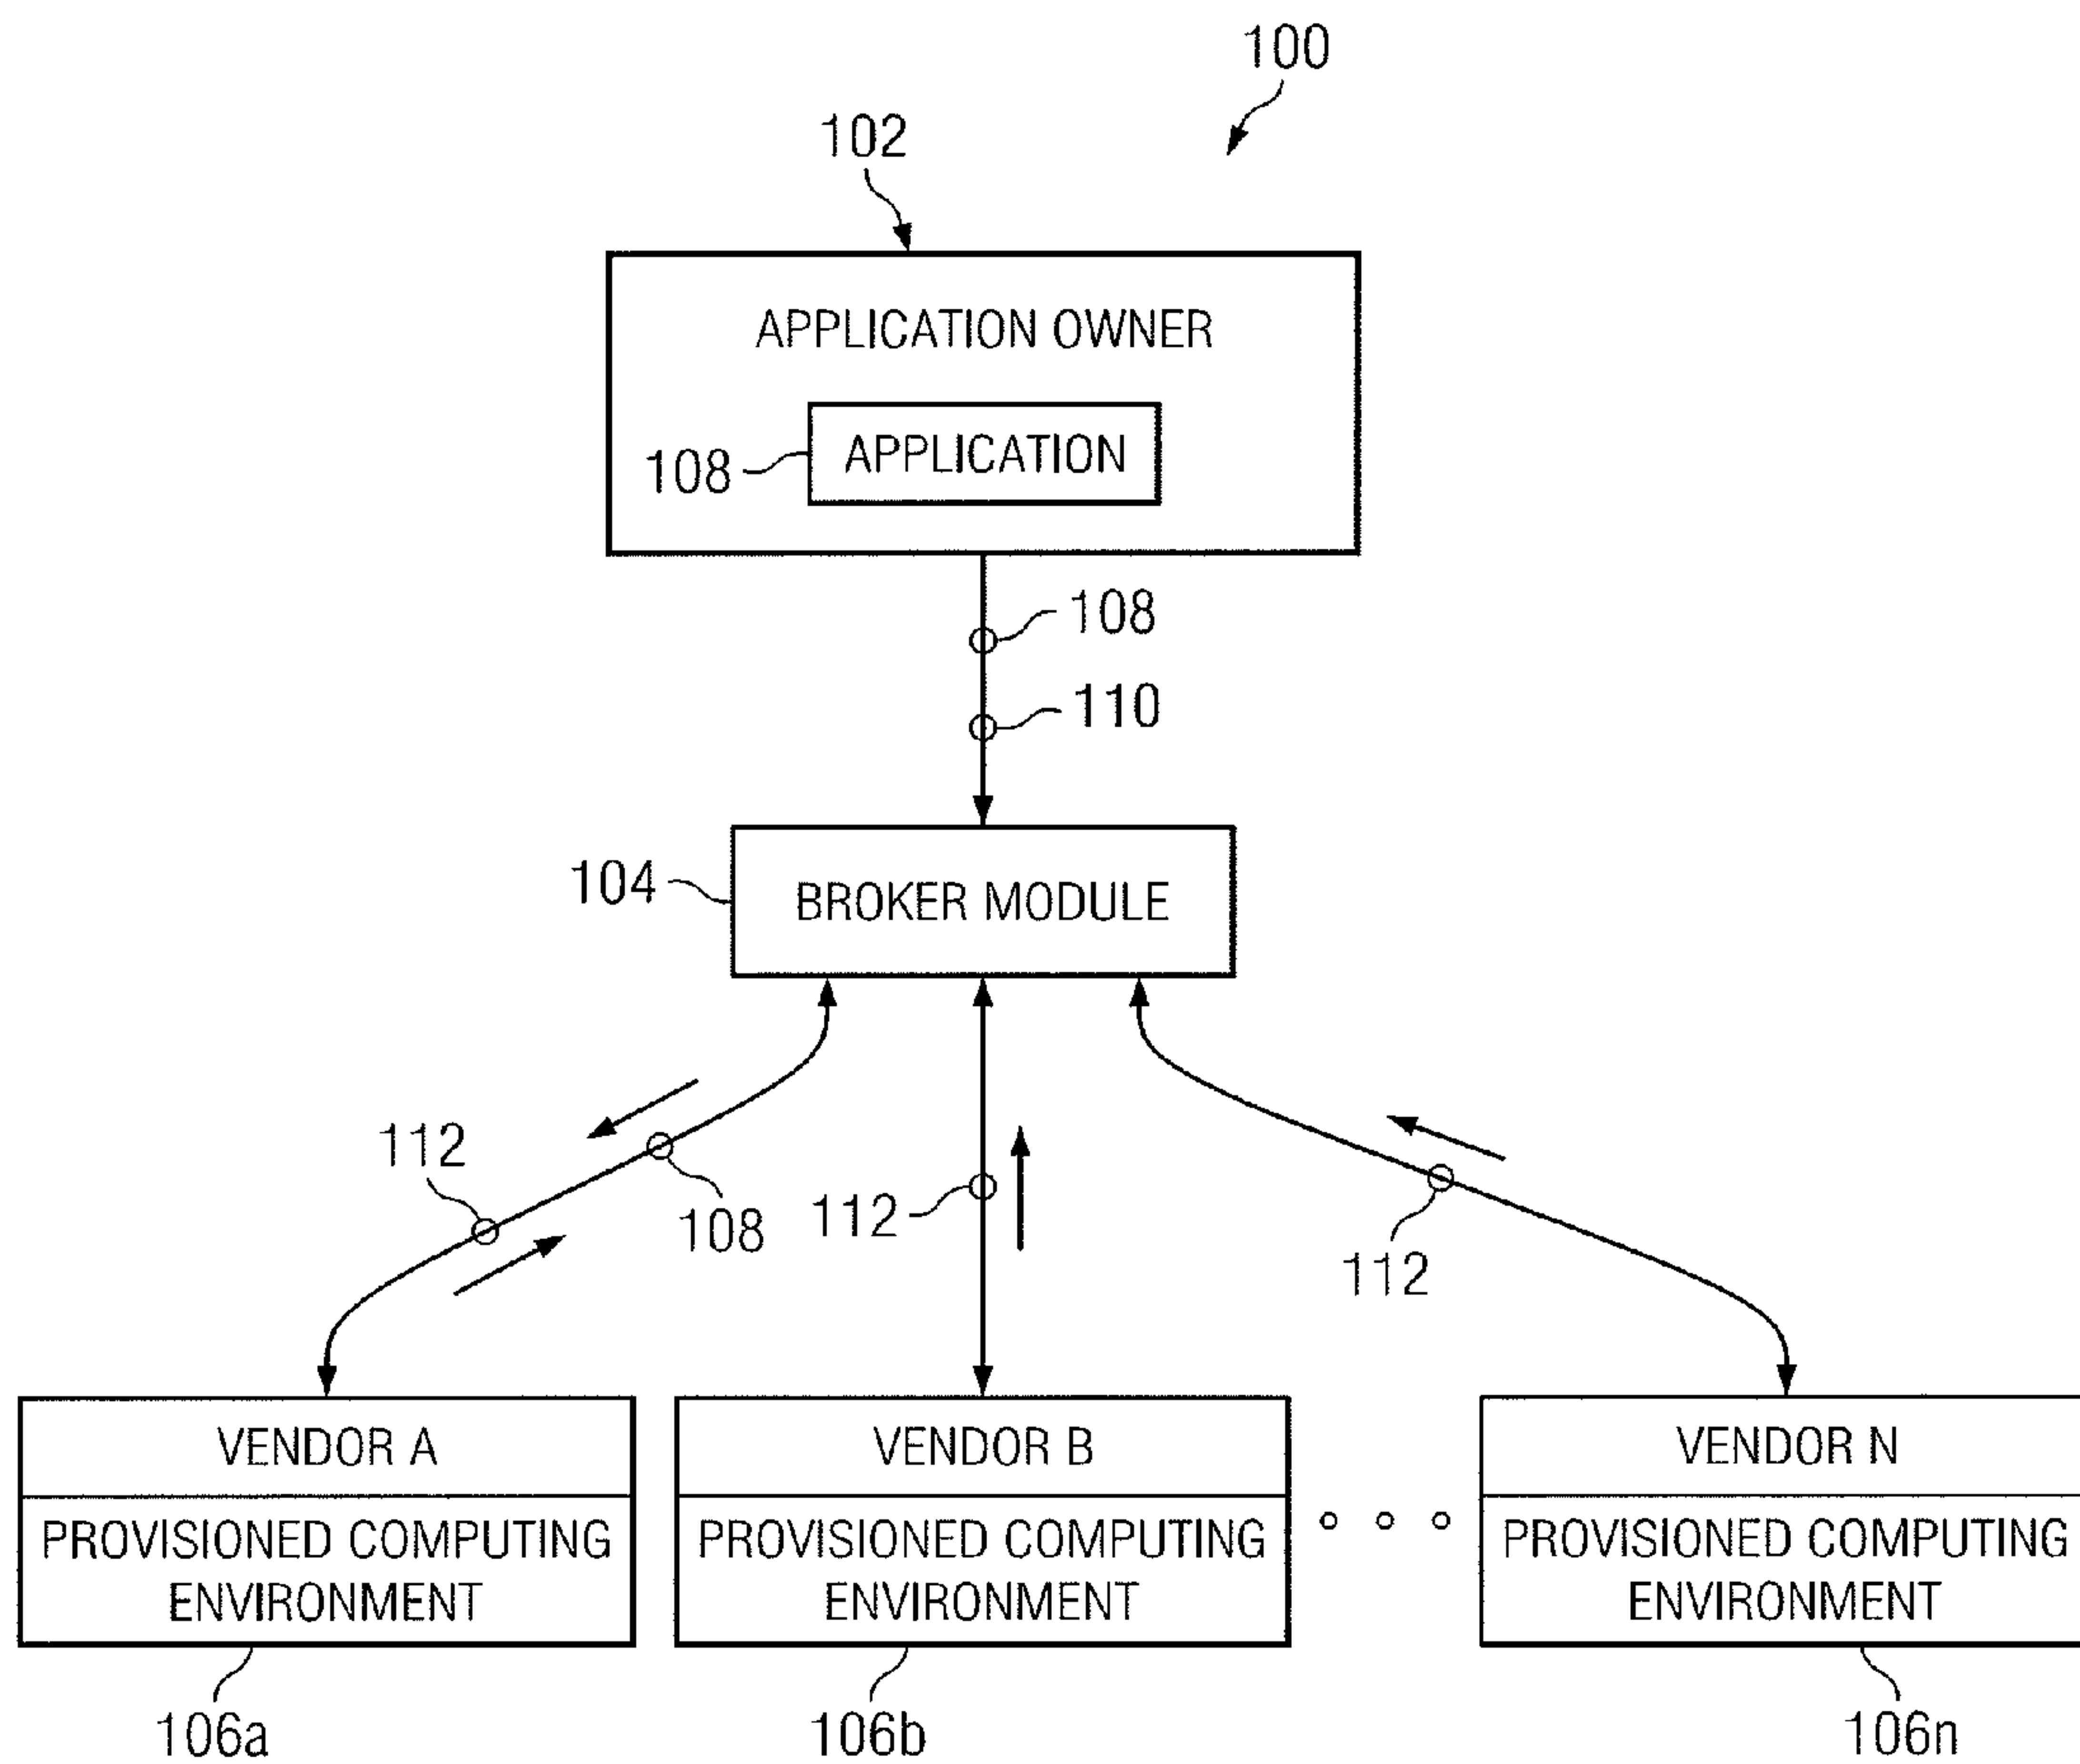 100
102
APPLICATION OWNER
APPLICATION
108
108
110
104
BROKER MODULE
112
108
112
112
VENDOR A
PROVISIONED COMPUTING
ENVIRONMENT
VENDOR B
PROVISIONED COMPUTING
ENVIRONMENT
VENDOR N
PROVISIONED COMPUTING
ENVIRONMENT
106a
106b
106n